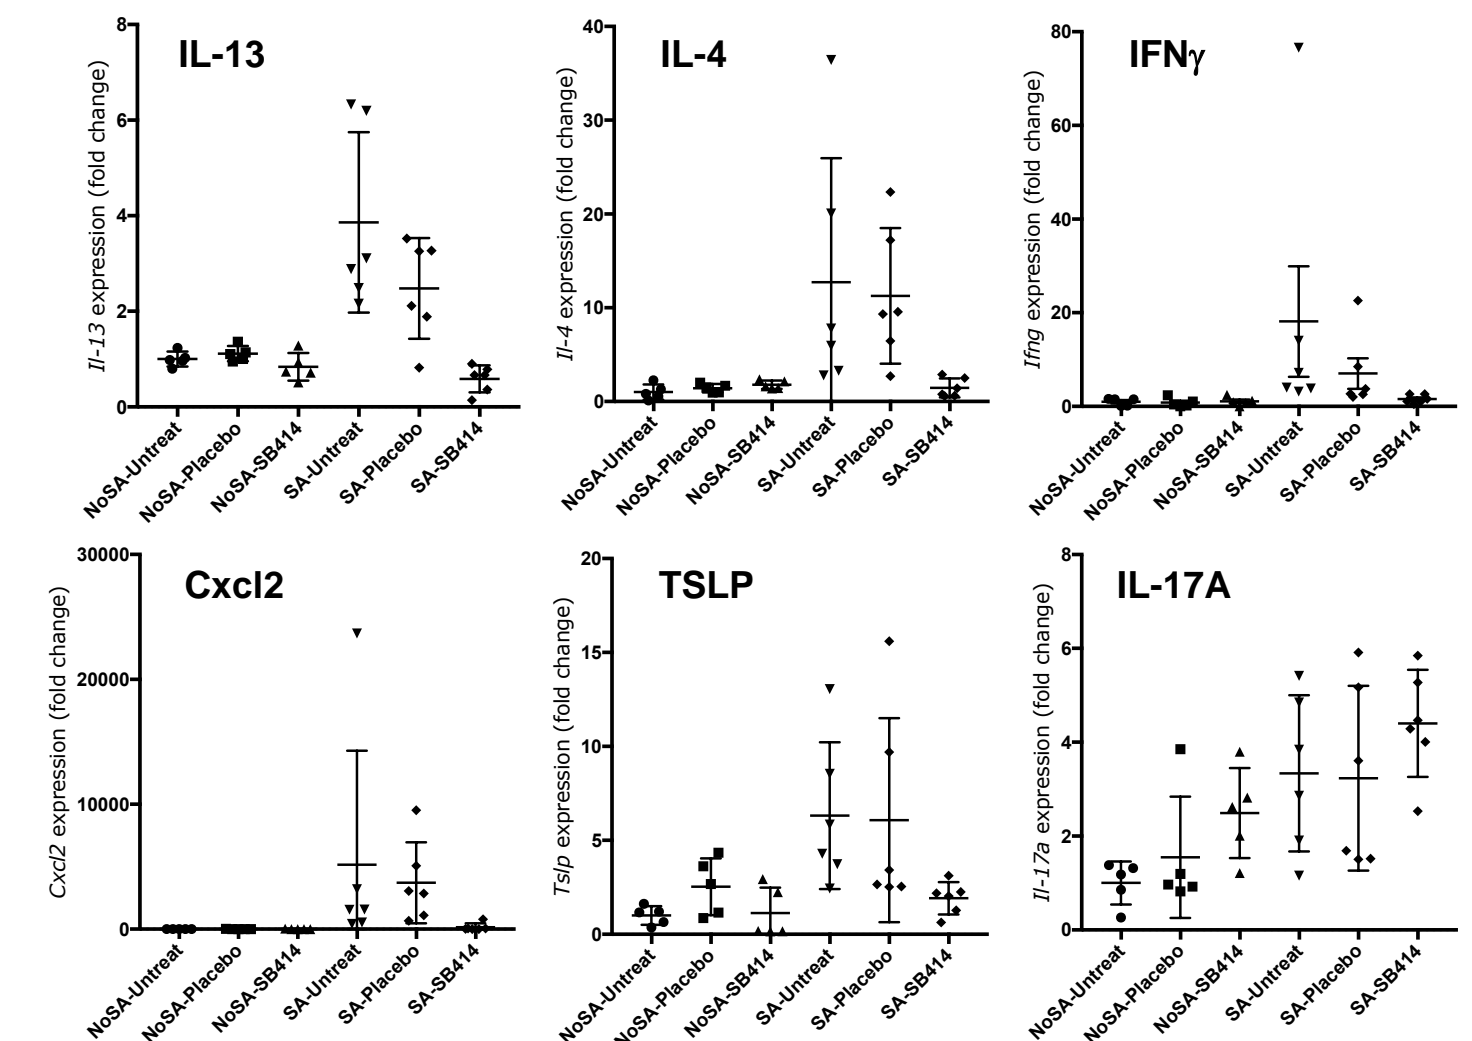 IL-13
Il-13 expression (fold change)
8
6
4
2
0
NoSA-Untreat
NoSA-Placebo
NoSA-SB414
SA-Untreat
SA-Placebo
SA-SB414
IL-4
Il-4 expression (fold change)
40
30
20
10
0
NoSA-Untreat
NoSA-Placebo
NoSA-SB414
SA-Untreat
SA-Placebo
SA-SB414
IFNγ
Ifng expression (fold change)
80
60
40
20
0
NoSA-Untreat
NoSA-Placebo
NoSA-SB414
SA-Untreat
SA-Placebo
SA-SB414
Cxcl2
Cxcl2 expression (fold change)
30000
20000
10000
0
NoSA-Untreat
NoSA-Placebo
NoSA-SB414
SA-Untreat
SA-Placebo
SA-SB414
TSLP
Tslp expression (fold change)
20
15
10
5
0
NoSA-Untreat
NoSA-Placebo
NoSA-SB414
SA-Untreat
SA-Placebo
SA-SB414
IL-17A
Il-17a expression (fold change)
8
6
4
2
0
NoSA-Untreat
NoSA-Placebo
NoSA-SB414
SA-Untreat
SA-Placebo
SA-SB414